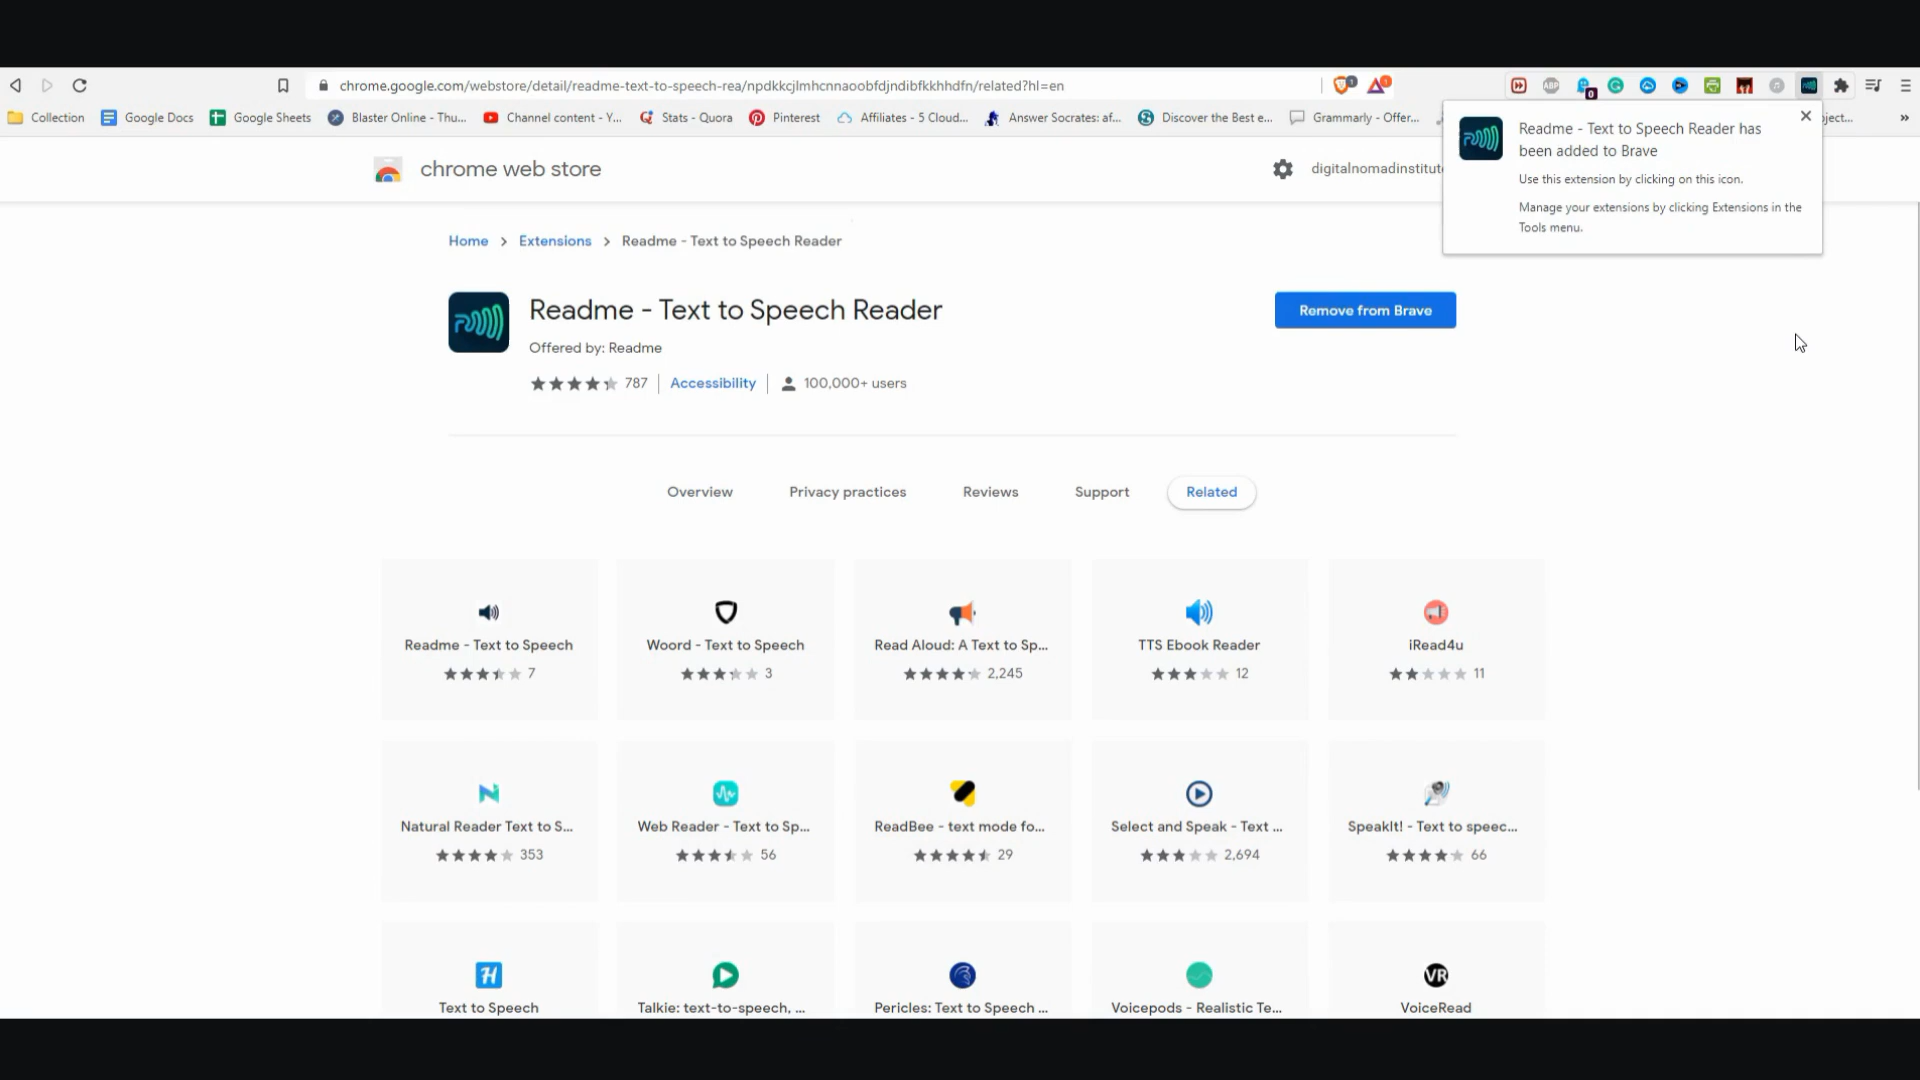 chrome.google.com/webstore/detail/readme-text-to-speech-rea/npdkkcjlmhcnnaoobfdjndibfkkhhdfn/related?hl=en
Collection Google Docs Google Sheets Blaster Online - Thu... Channel content - Y... Stats - Quora Pinterest Affiliates - 5 Cloud... Answer Socrates: af... Discover the Best e... Grammarly - Offer... ject... »
chrome web store
digitalnomadinstitut
Readme - Text to Speech Reader has
been added to Brave
Use this extension by clicking on this icon.
Manage your extensions by clicking Extensions in the
Tools menu.
Home > Extensions > Readme - Text to Speech Reader
Readme - Text to Speech Reader
Remove from Brave
Offered by: Readme
787 Accessibility 100,000+ users
Overview Privacy practices Reviews Support Related
Readme - Text to Speech Woord - Text to Speech Read Aloud: A Text to Sp... TTS Ebook Reader iRead4u
7 3 2,245 12 11
Natural Reader Text to S... Web Reader - Text to Sp... ReadBee - text mode fo... Select and Speak - Text ... SpeakIt! - Text to speec...
353 56 29 2,694 66
H VR
Text to Speech Talkie: text-to-speech, ... Pericles: Text to Speech ... Voicepods - Realistic Te... VoiceRead